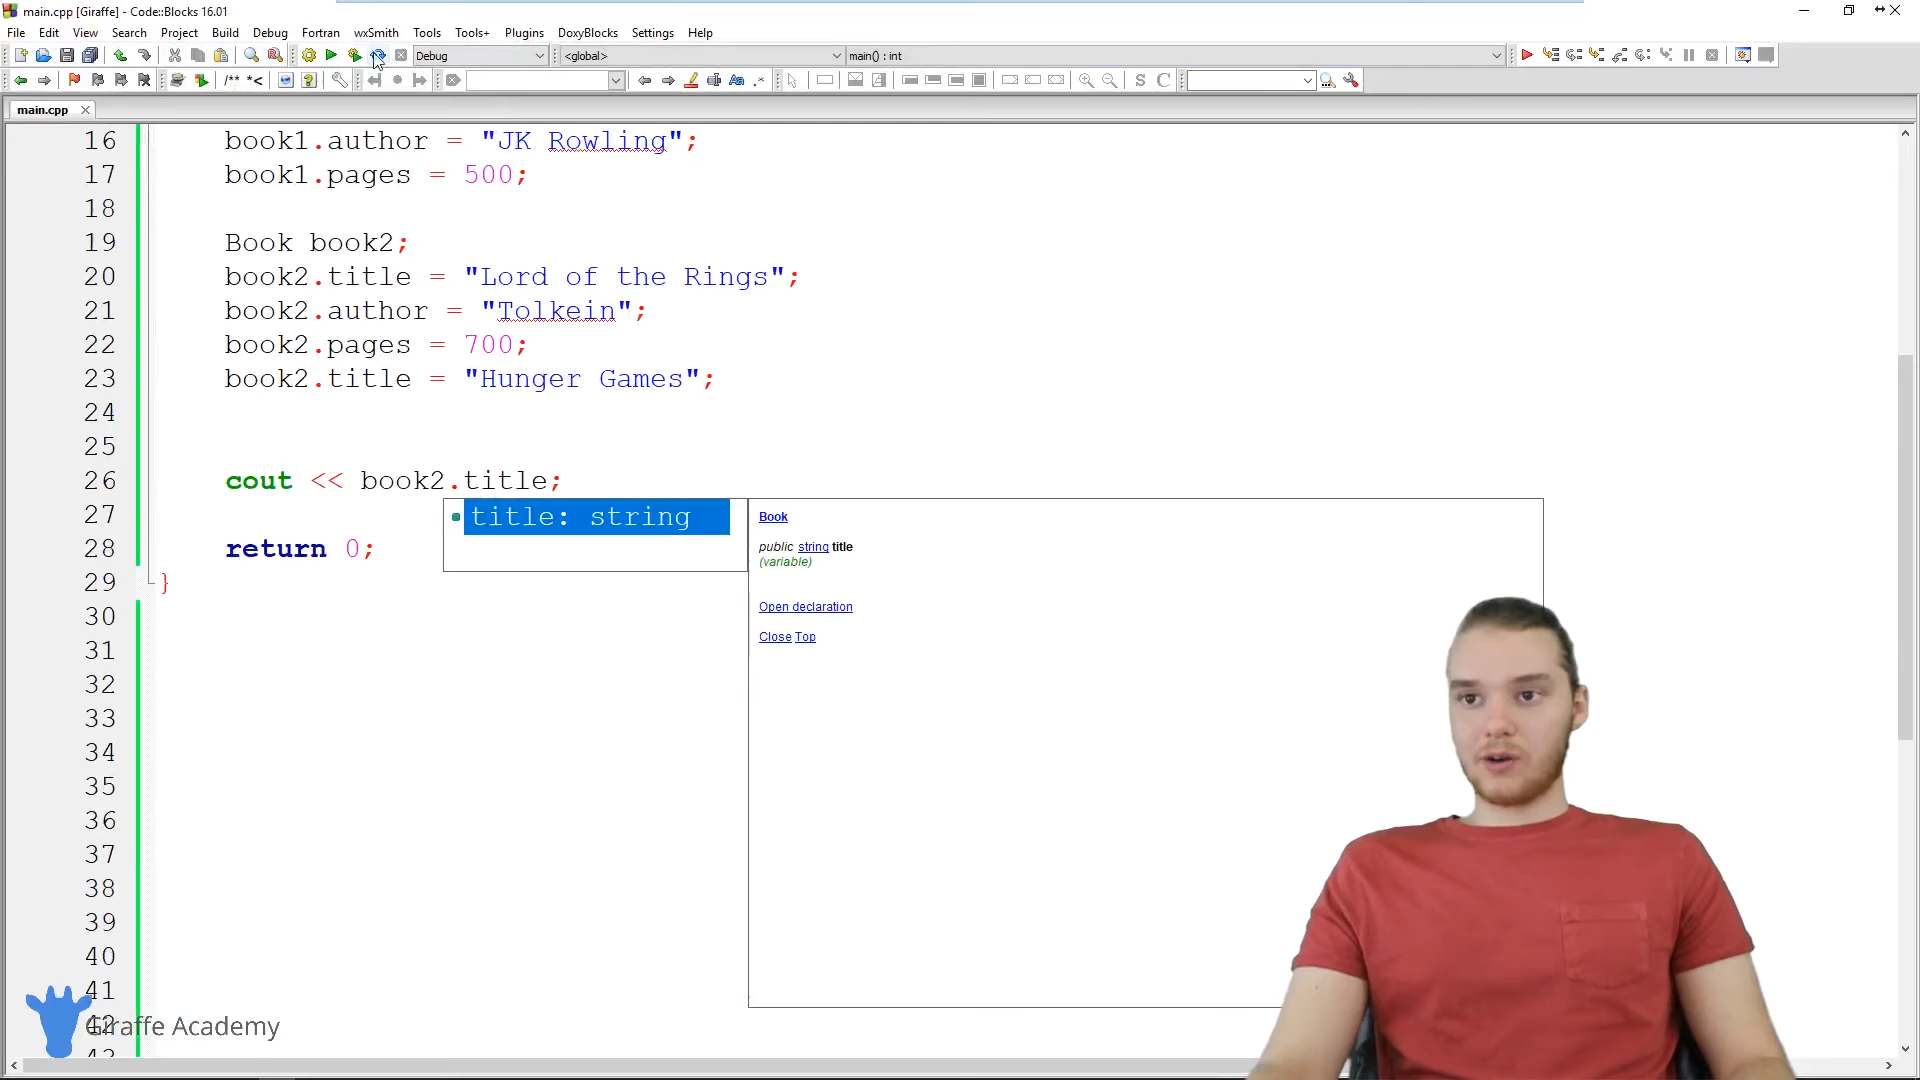 main.cpp [Giraffe] - Code::Blocks 16.01
File Edit View Search Project Build Debug Fortran wxSmith Tools Tools+ Plugins DoxyBlocks Settings Help
Debug <global> main() : int
/** *< Aa .* S C
main.cpp
16 book1.author = "JK Rowling";
17 book1.pages = 500;
18
19 Book book2;
20 book2.title = "Lord of the Rings";
21 book2.author = "Tolkein";
22 book2.pages = 700;
23 book2.title = "Hunger Games";
24
25
26 cout << book2.title;
27
title: string
Book
28 return 0;
public string title
(variable)
29 }
Open declaration
30
Close Top
31
32
33
34
35
36
37
38
39
40
41
42
Giraffe Academy